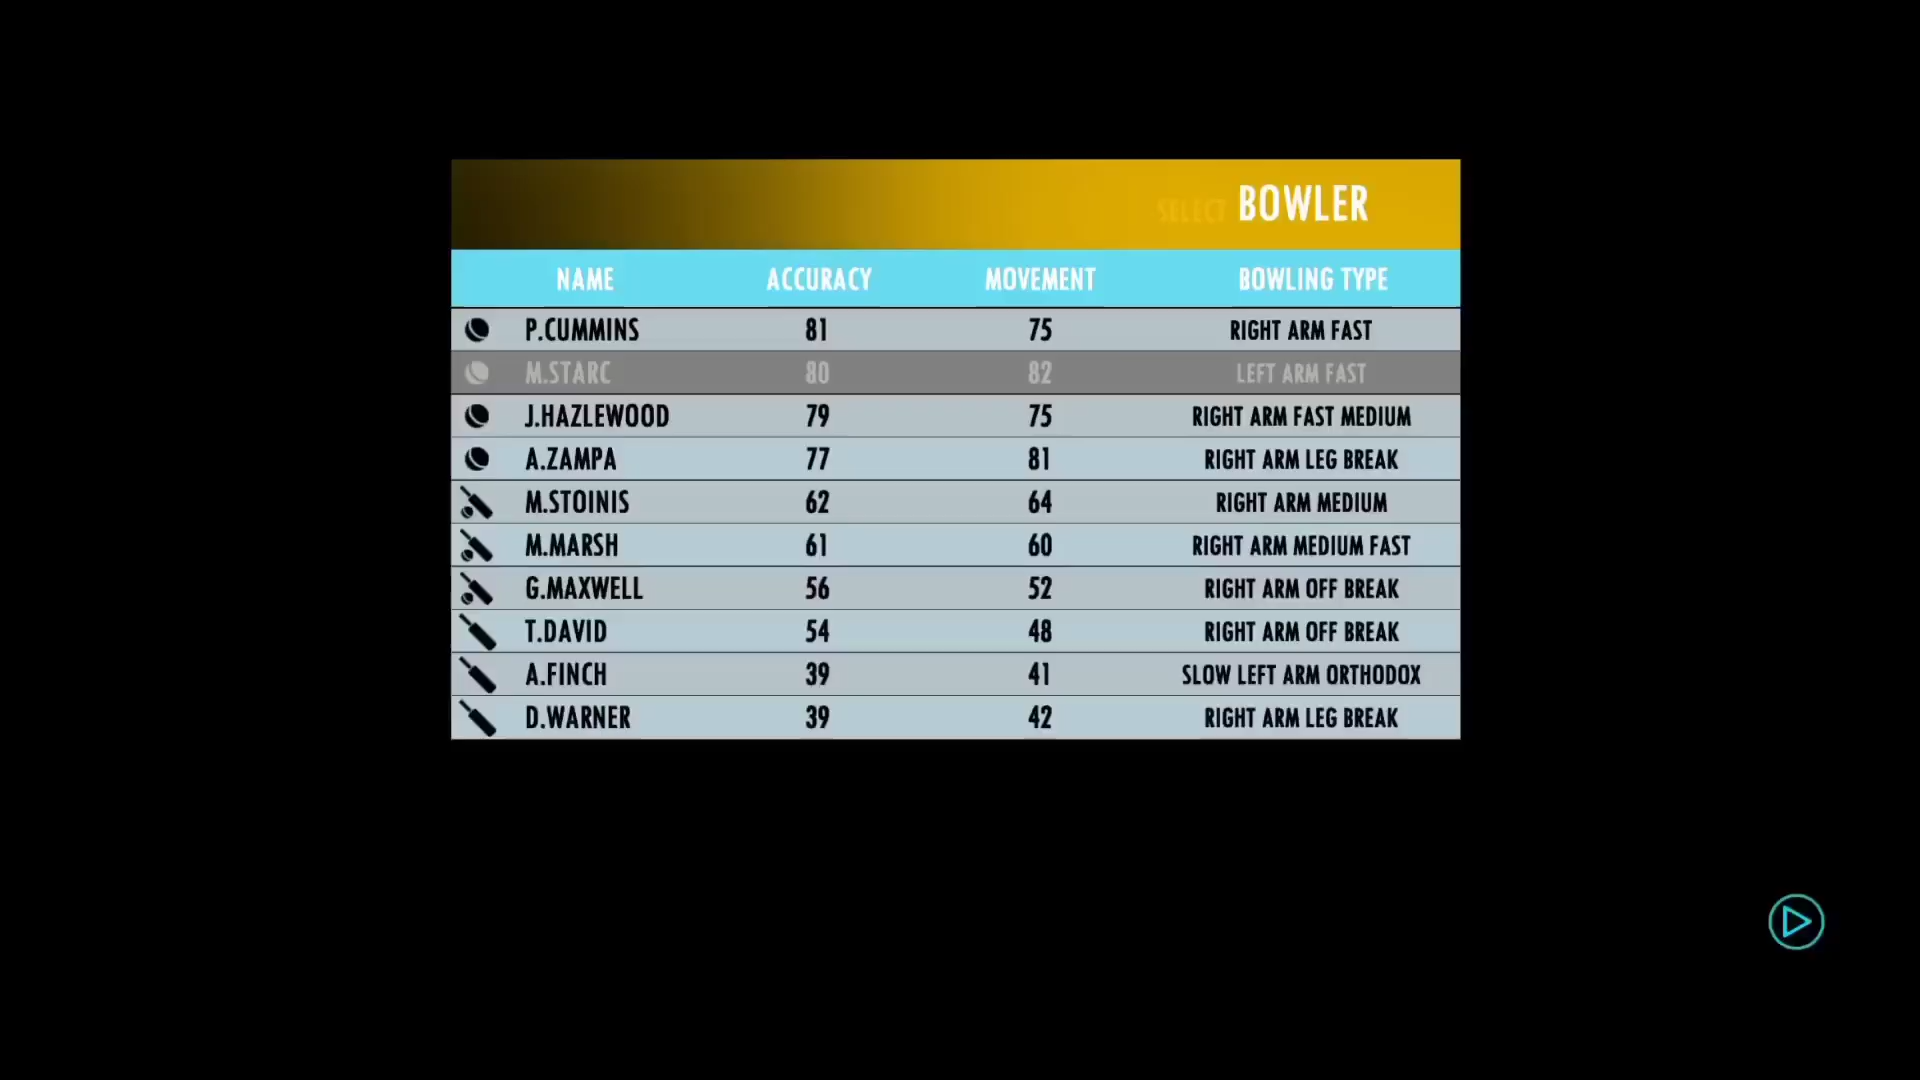 SELECT BOWLER
NAME ACCURACY MOVEMENT BOWLING TYPE
P.CUMMINS 81 75 RIGHT ARM FAST
M.STARC 80 82 LEFT ARM FAST
J.HAZLEWOOD 79 75 RIGHT ARM FAST MEDIUM
A.ZAMPA 77 81 RIGHT ARM LEG BREAK
M.STOINIS 62 64 RIGHT ARM MEDIUM
M.MARSH 61 60 RIGHT ARM MEDIUM FAST
G.MAXWELL 56 52 RIGHT ARM OFF BREAK
T.DAVID 54 48 RIGHT ARM OFF BREAK
A.FINCH 39 41 SLOW LEFT ARM ORTHODOX
D.WARNER 39 42 RIGHT ARM LEG BREAK